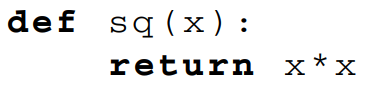 def sq(x):
    return x*x